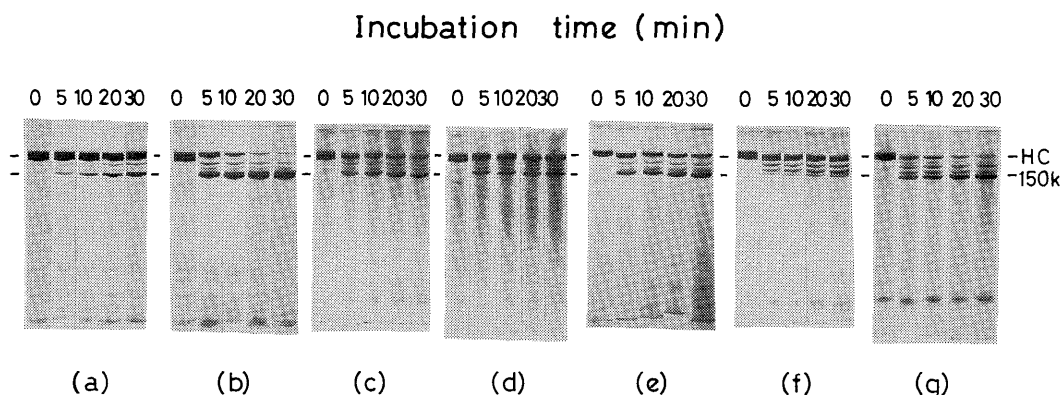 Incubation time (min)
0 5 10 20 30 0 5 10 20 30 0 5 10 20 30 0 5 10 20 30 0 5 10 20 30 0 5 10 20 30 0 5 10 20 30
- - - - - - - -HC
- - - - - - - -150k
(a) (b) (c) (d) (e) (f) (g)